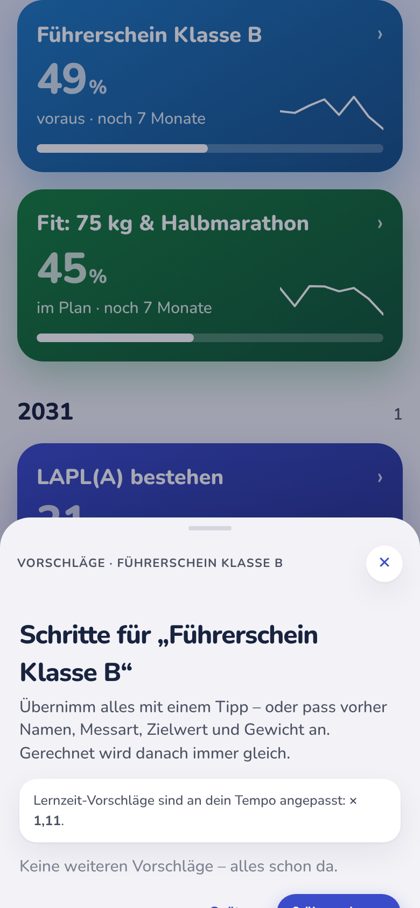 Führerschein Klasse B ›
49%
voraus · noch 7 Monate
Fit: 75 kg & Halbmarathon ›
45%
im Plan · noch 7 Monate
2031 1
LAPL(A) bestehen ›
VORSCHLÄGE · FÜHRERSCHEIN KLASSE B ✕
Schritte für „Führerschein
Klasse B“
Übernimm alles mit einem Tipp – oder pass vorher
Namen, Messart, Zielwert und Gewicht an.
Gerechnet wird danach immer gleich.
Lernzeit-Vorschläge sind an dein Tempo angepasst: ×
1,11.
Keine weiteren Vorschläge – alles schon da.